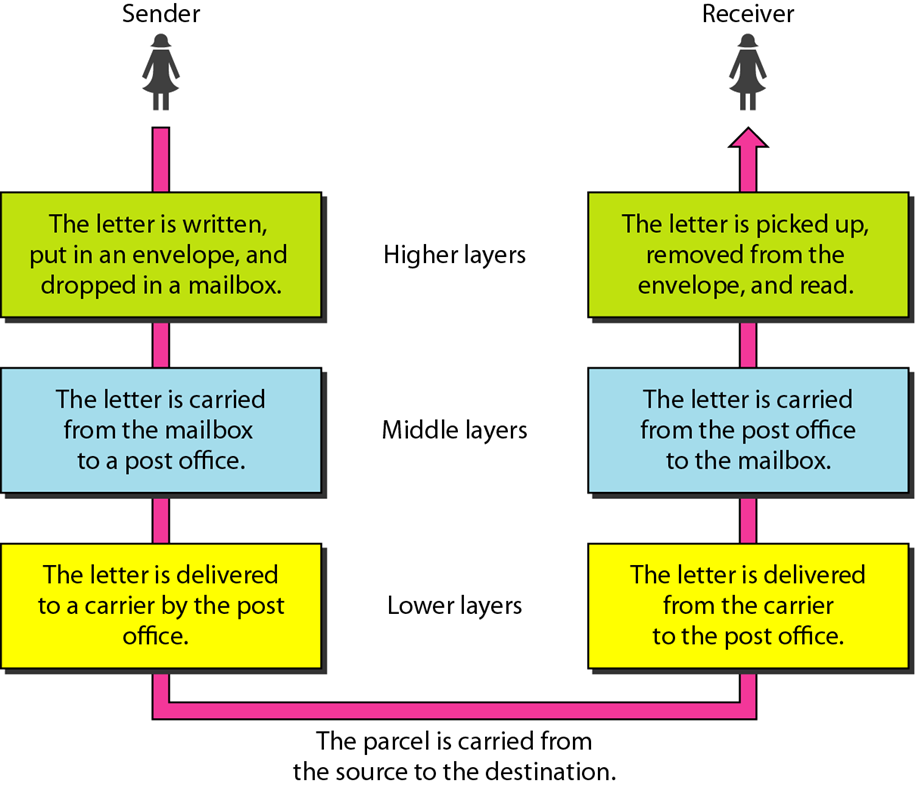 Sender
Receiver
The letter is written,
put in an envelope, and
dropped in a mailbox.
Higher layers
The letter is picked up,
removed from the
envelope, and read.
The letter is carried
from the mailbox
to a post office.
Middle layers
The letter is carried
from the post office
to the mailbox.
The letter is delivered
to a carrier by the post
office.
Lower layers
The letter is delivered
from the carrier
to the post office.
The parcel is carried from
the source to the destination.